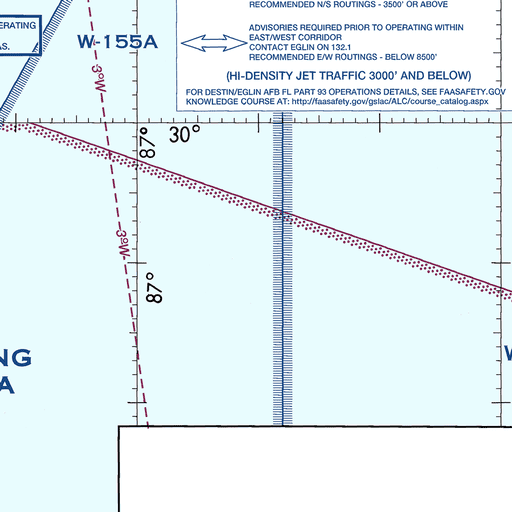 RECOMMENDED N/S ROUTINGS - 3500' OR ABOVE
ADVISORIES REQUIRED PRIOR TO OPERATING WITHIN
EAST/WEST CORRIDOR
CONTACT EGLIN ON 132.1
RECOMMENDED E/W ROUTINGS - BELOW 8500'
(HI-DENSITY JET TRAFFIC 3000' AND BELOW)
FOR DESTIN/EGLIN AFB FL PART 93 OPERATIONS DETAILS, SEE FAASAFETY.GOV
KNOWLEDGE COURSE AT: http://faasafety.gov/gslac/ALC/course_catalog.aspx
ERATING
AS.
W-155A
3°W
87°
30°
3°W
87°
NG
A
W